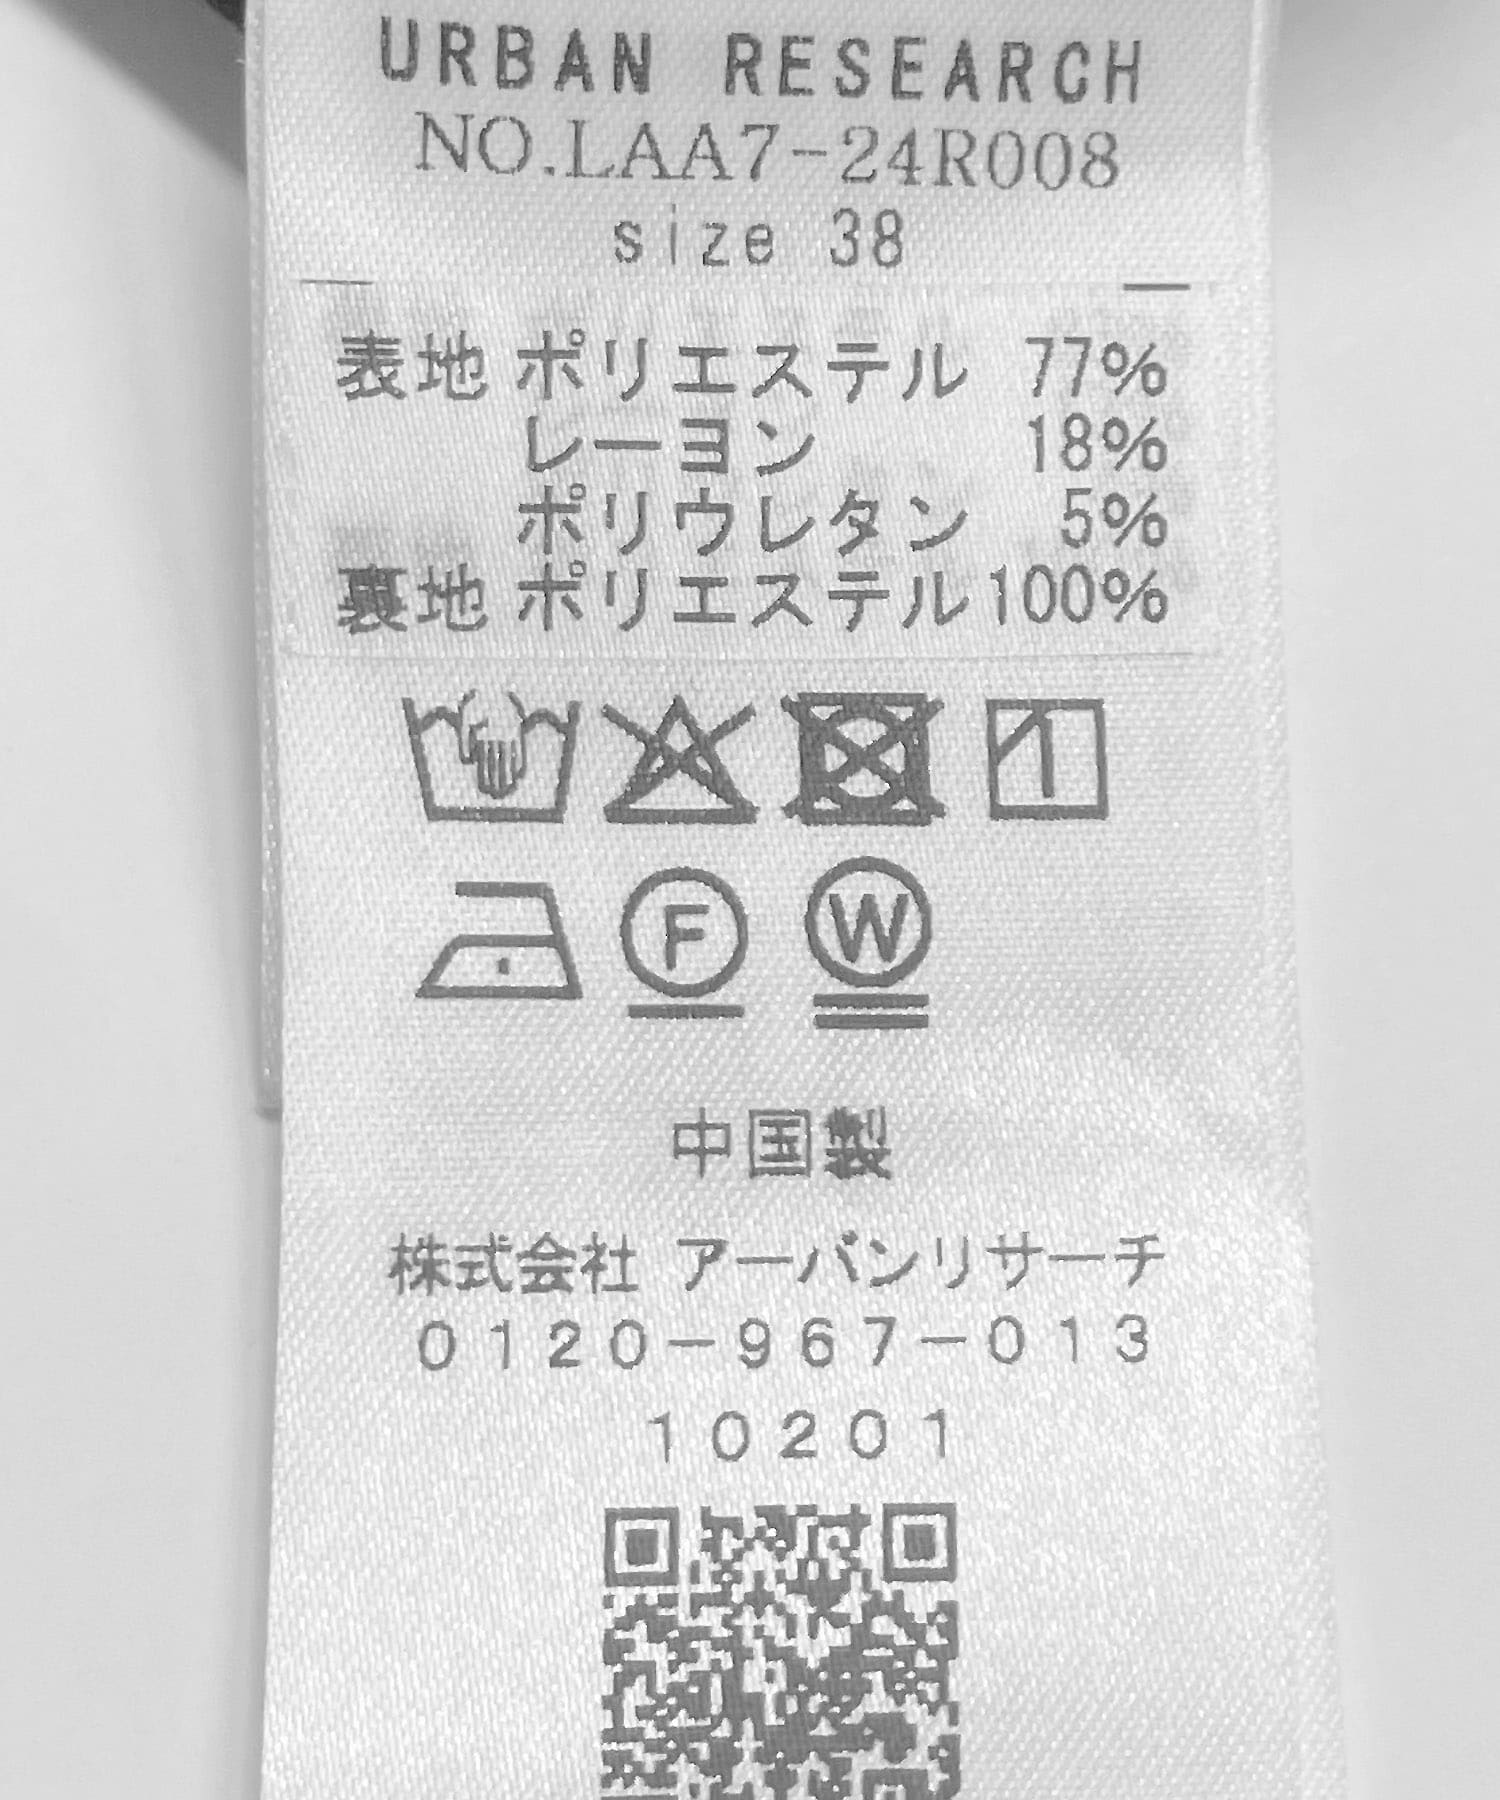 URBAN RESEARCH
NO.LAA7-24R008
size 38
表地 ポリエステル 77%
レーヨン 18%
ポリウレタン 5%
裏地 ポリエステル 100%
1
F W
中国製
株式会社 アーバンリサーチ
0120-967-013
10201